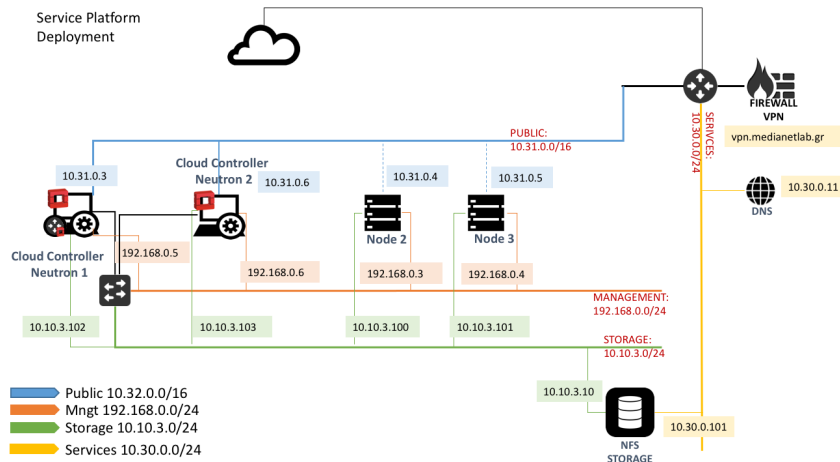 Service Platform
Deployment
FIREWALL
VPN
vpn.medianetlab.gr
SERIVCES:
10.30.0.0/24
PUBLIC:
10.31.0.0/16
10.31.0.3
Cloud Controller
Neutron 2
10.31.0.6
10.31.0.4
10.31.0.5
10.30.0.11
DNS
Node 2
Node 3
Cloud Controller
Neutron 1
192.168.0.5
192.168.0.6
192.168.0.3
192.168.0.4
MANAGEMENT:
192.168.0.0/24
10.10.3.102
10.10.3.103
10.10.3.100
10.10.3.101
STORAGE:
10.10.3.0/24
Public 10.32.0.0/16
Mngt 192.168.0.0/24
Storage 10.10.3.0/24
Services 10.30.0.0/24
10.10.3.10
10.30.0.101
NFS
STORAGE